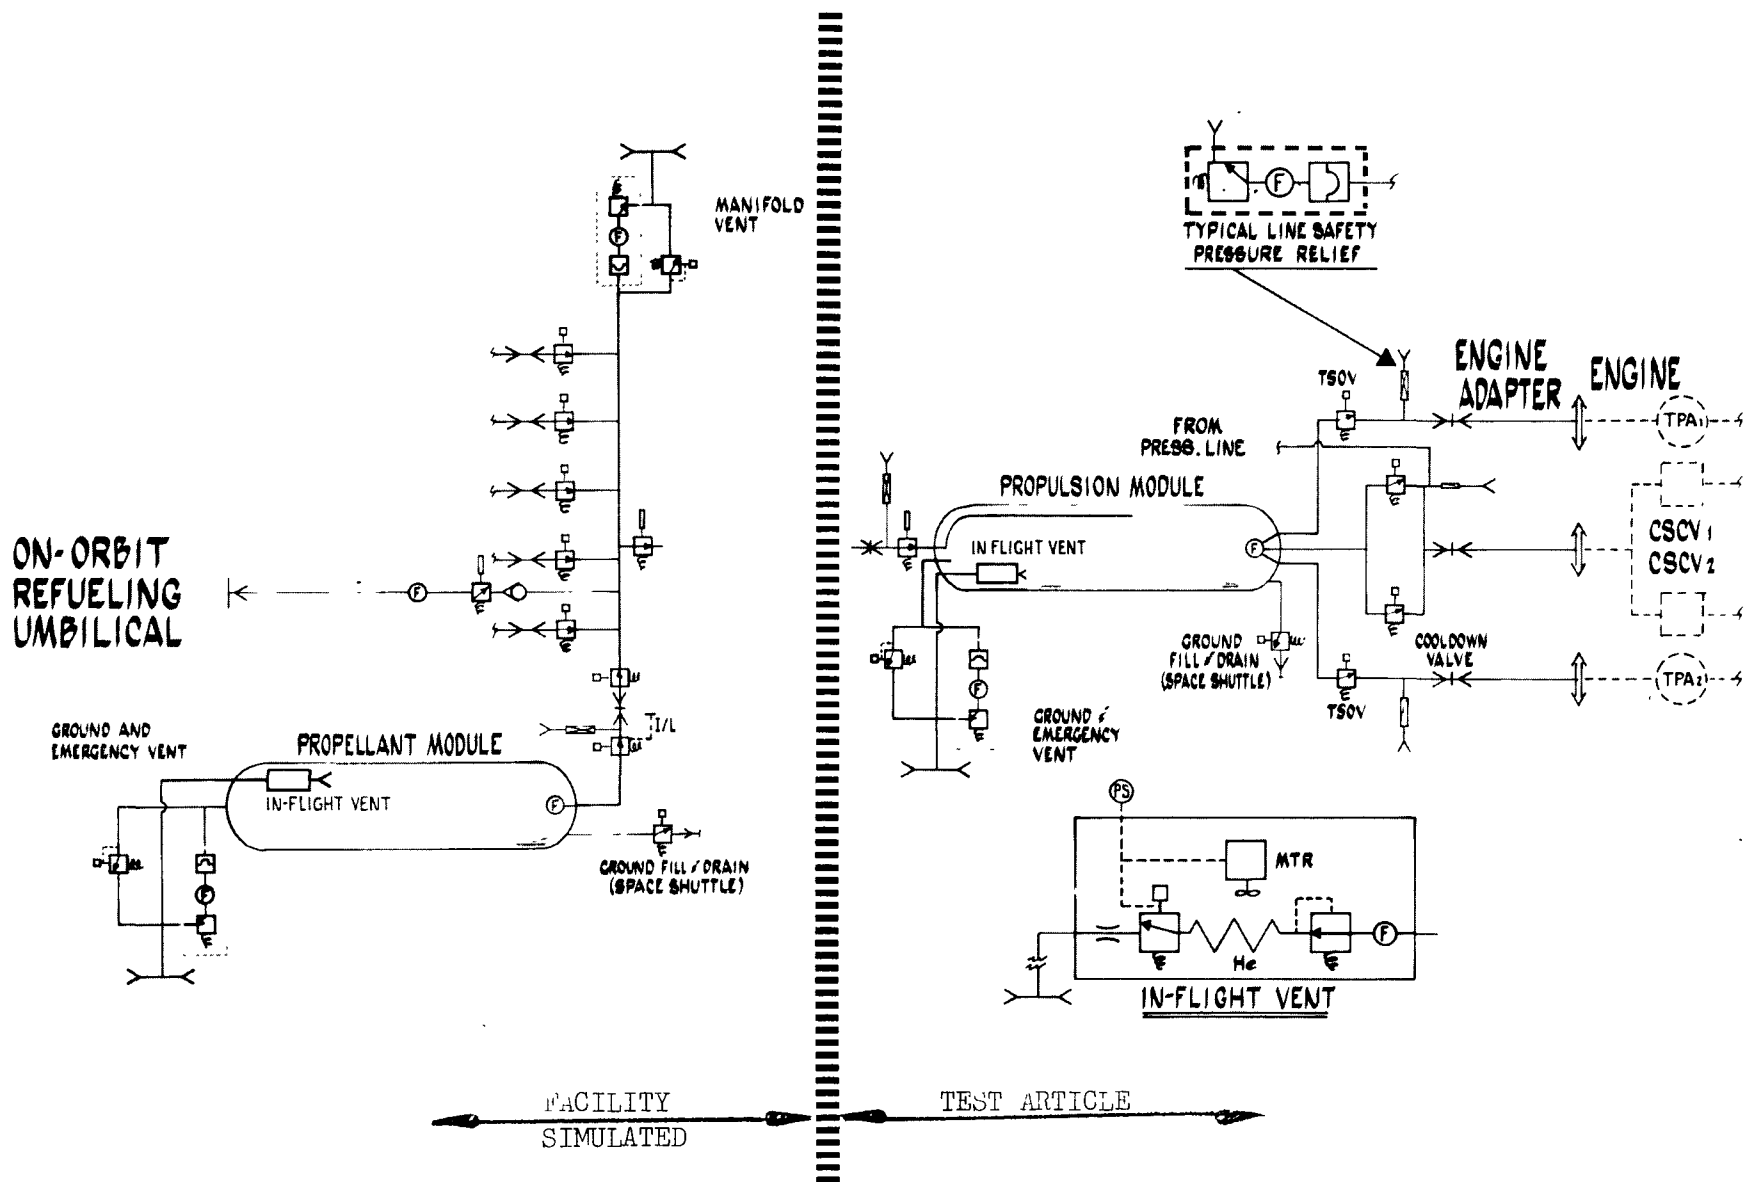 MANIFOLD
VENT
ON-ORBIT
REFUELING
UMBILICAL
F
F
I/L
GROUND AND
EMERGENCY VENT
PROPELLANT MODULE
IN-FLIGHT VENT
F
F
GROUND FILL & DRAIN
(SPACE SHUTTLE)
F
TYPICAL LINE SAFETY
PRESSURE RELIEF
TSOV
ENGINE
ADAPTER
ENGINE
TPA1
FROM
PRESS. LINE
PROPULSION MODULE
IN FLIGHT VENT
F
CSCV1
CSCV2
GROUND
FILL & DRAIN
(SPACE SHUTTLE)
COOLDOWN
VALVE
TPA2
TSOV
F
GROUND &
EMERGENCY
VENT
PS
MTR
F
He
IN-FLIGHT VENT
FACILITY
SIMULATED
TEST ARTICLE